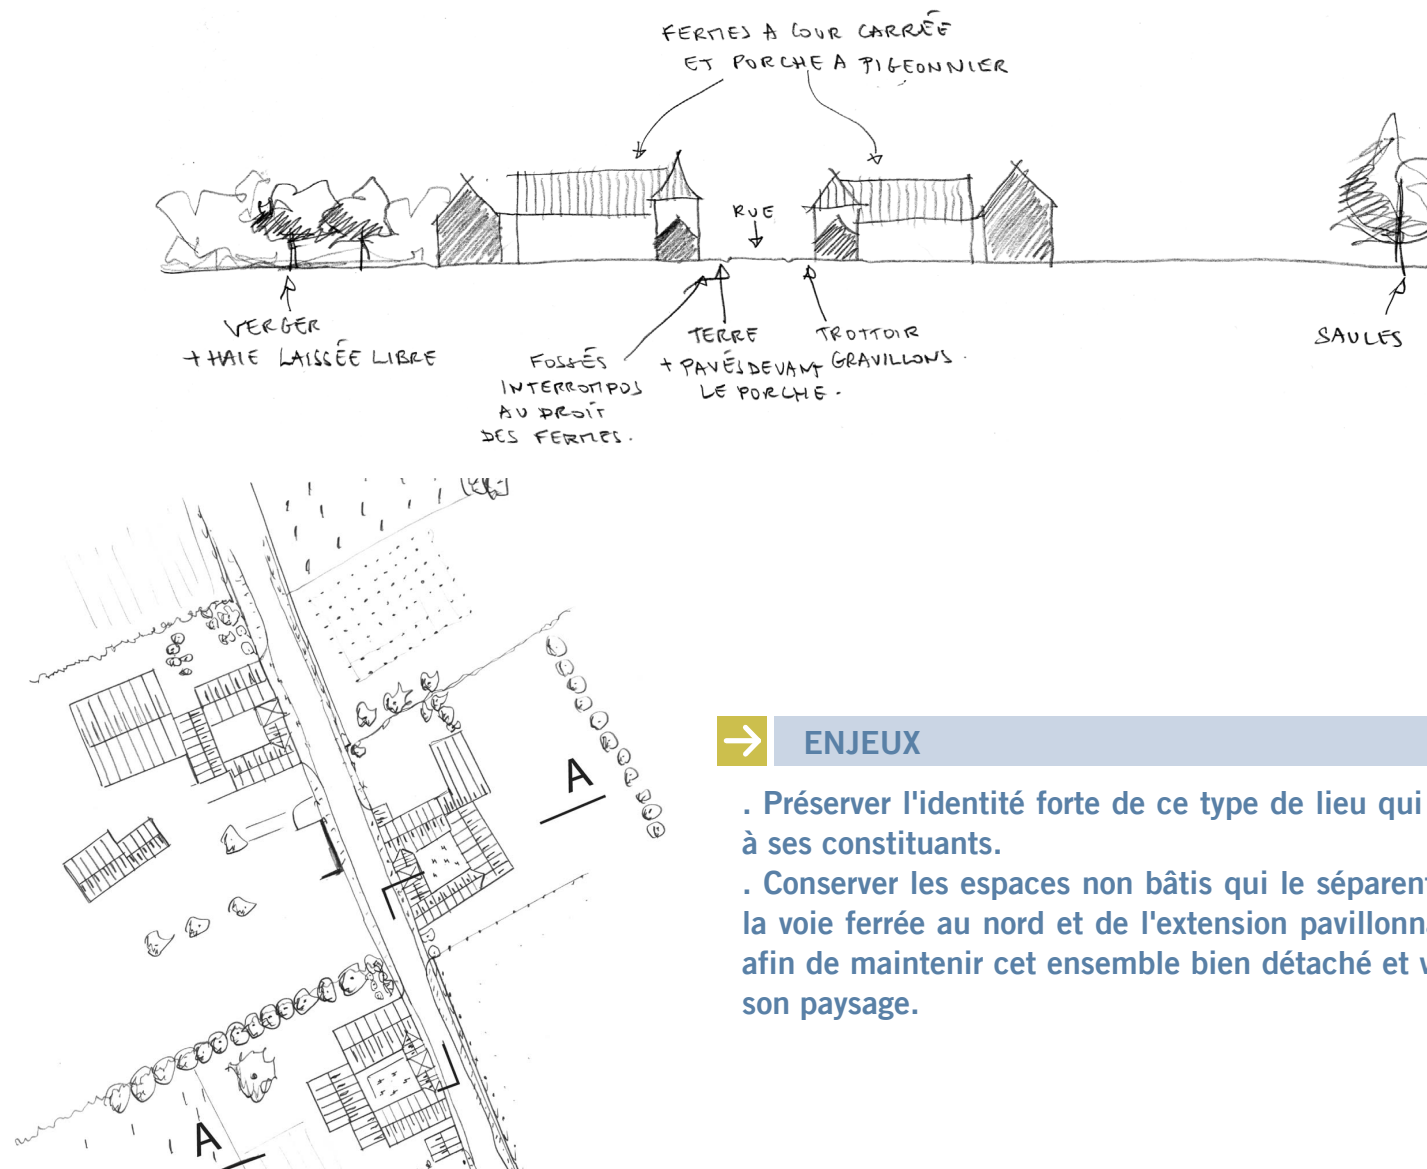 FERMES A COUR CARRÉE
ET PORCHE A PIGEONNIER
RUE
VERGER
+ HAIE LAISSÉE LIBRE
FOSSÉS
INTERROMPUS
AU DROIT
DES FERMES.
TERRE
+ PAVÉS DEVANT
LE PORCHE.
TROTTOIR
GRAVILLONS.
SAULES
A
A
ENJEUX
. Préserver l'identité forte de ce type de lieu qui
à ses constituants.
. Conserver les espaces non bâtis qui le séparent
la voie ferrée au nord et de l'extension pavillonn
afin de maintenir cet ensemble bien détaché et v
son paysage.